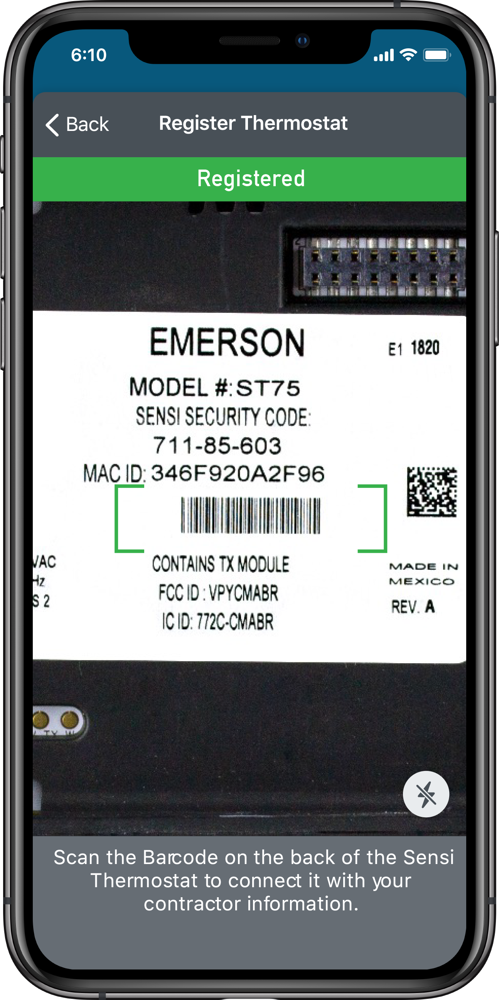 6:10
Back
Register Thermostat
Registered
EMERSON
E1 1820
MODEL #:ST75
SENSI SECURITY CODE:
711-85-603
MAC ID: 346F920A2F96
CONTAINS TX MODULE
FCC ID : VPYCMABR
IC ID: 772C-CMABR
VAC
Hz
S 2
MADE IN
MEXICO
REV. A
Scan the Barcode on the back of the Sensi
Thermostat to connect it with your
contractor information.